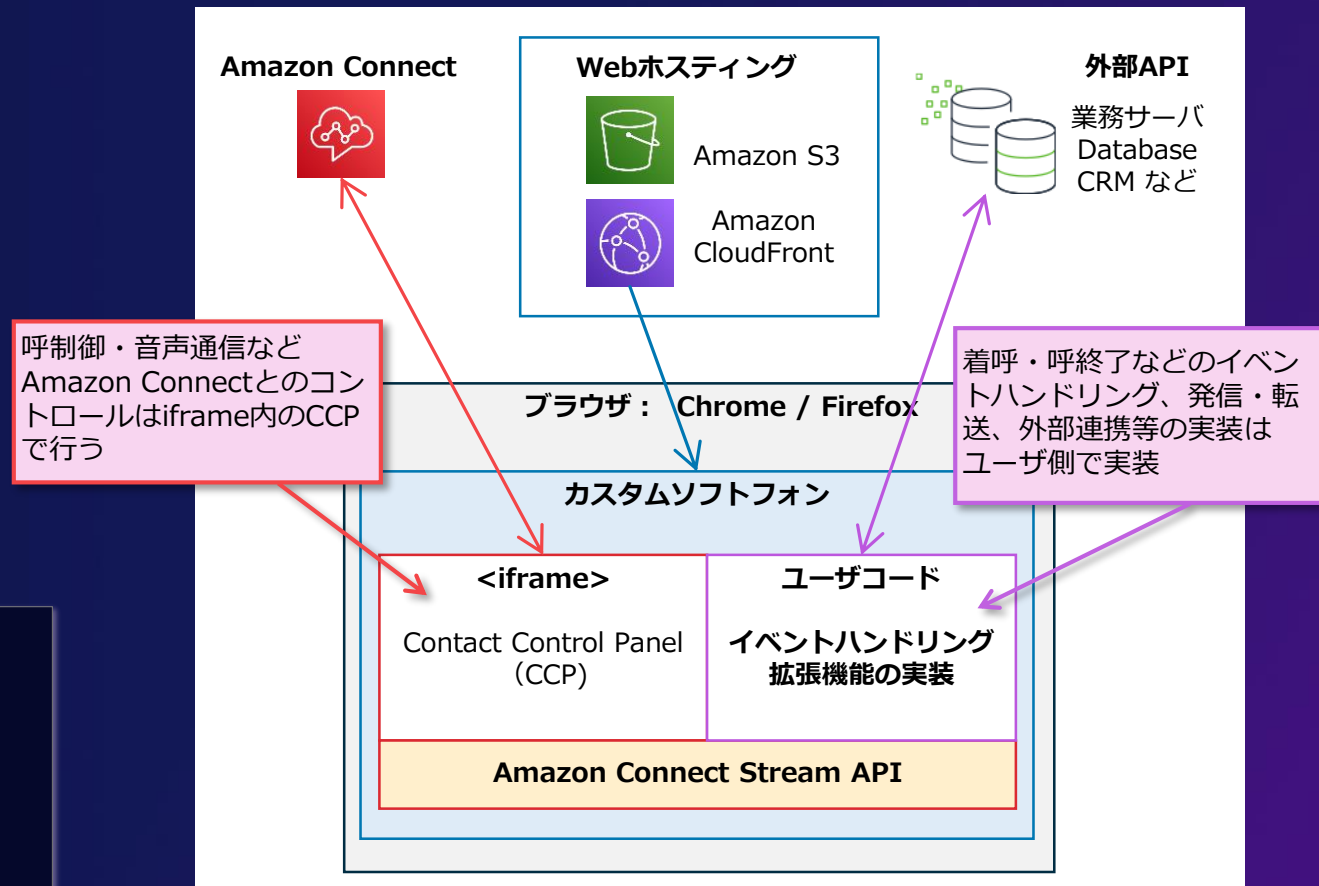 Amazon Connect
Webホスティング
Amazon S3
Amazon
CloudFront
外部API
業務サーバ
Database
CRM など
呼制御・音声通信など
Amazon Connectとのコン
トロールはiframe内のCCP
で行う
着呼・呼終了などのイベン
トハンドリング、発信・転
送、外部連携等の実装は
ユーザ側で実装
ブラウザ： Chrome / Firefox
カスタムソフトフォン
<iframe>
Contact Control Panel
（CCP)
ユーザコード
イベントハンドリング
拡張機能の実装
Amazon Connect Stream API